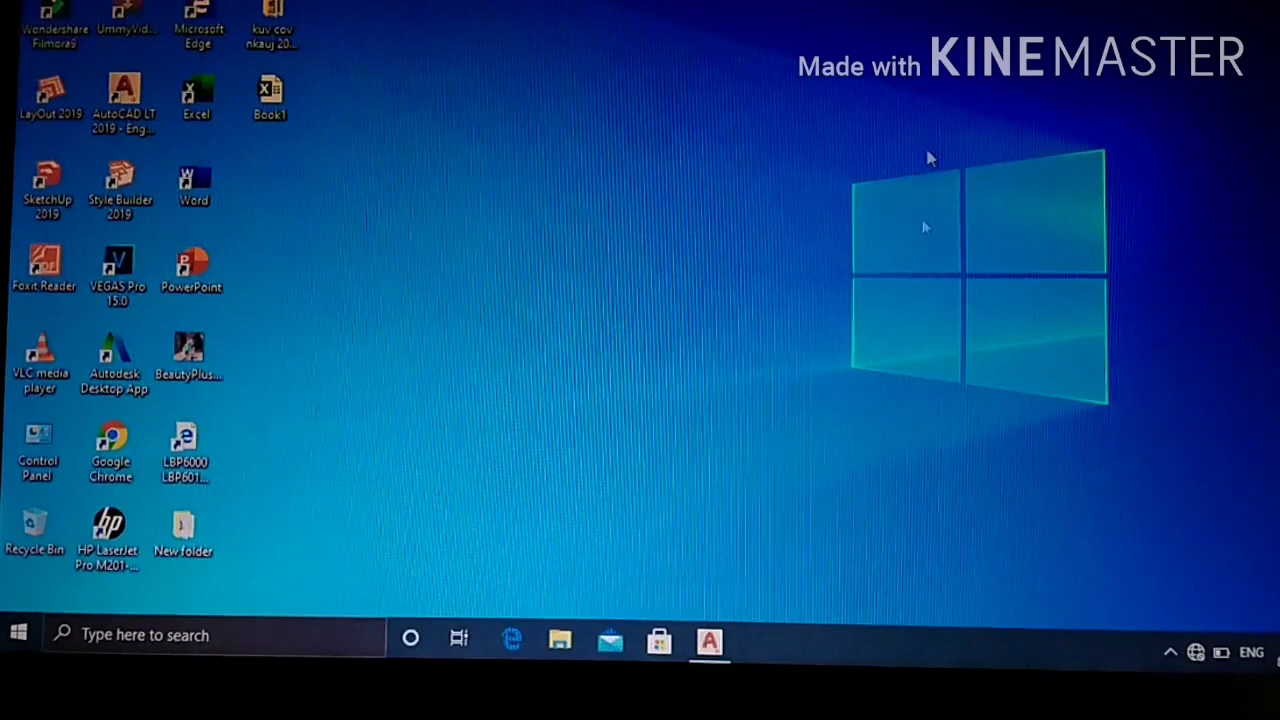 Made with KINEMASTER
Wondershare
Filmora9
UmmyVid...
Microsoft
Edge
kuv cov
nkauj 20...
LayOut 2019
AutoCAD LT
2019 - Eng...
Excel
Book1
SketchUp
2019
Style Builder
2019
Word
Foxit Reader
VEGAS Pro
15.0
PowerPoint
VLC media
player
Autodesk
Desktop App
BeautyPlus...
Control
Panel
Google
Chrome
LBP6000
LBP601...
Recycle Bin
HP LaserJet
Pro M201-...
New folder
Type here to search
ENG